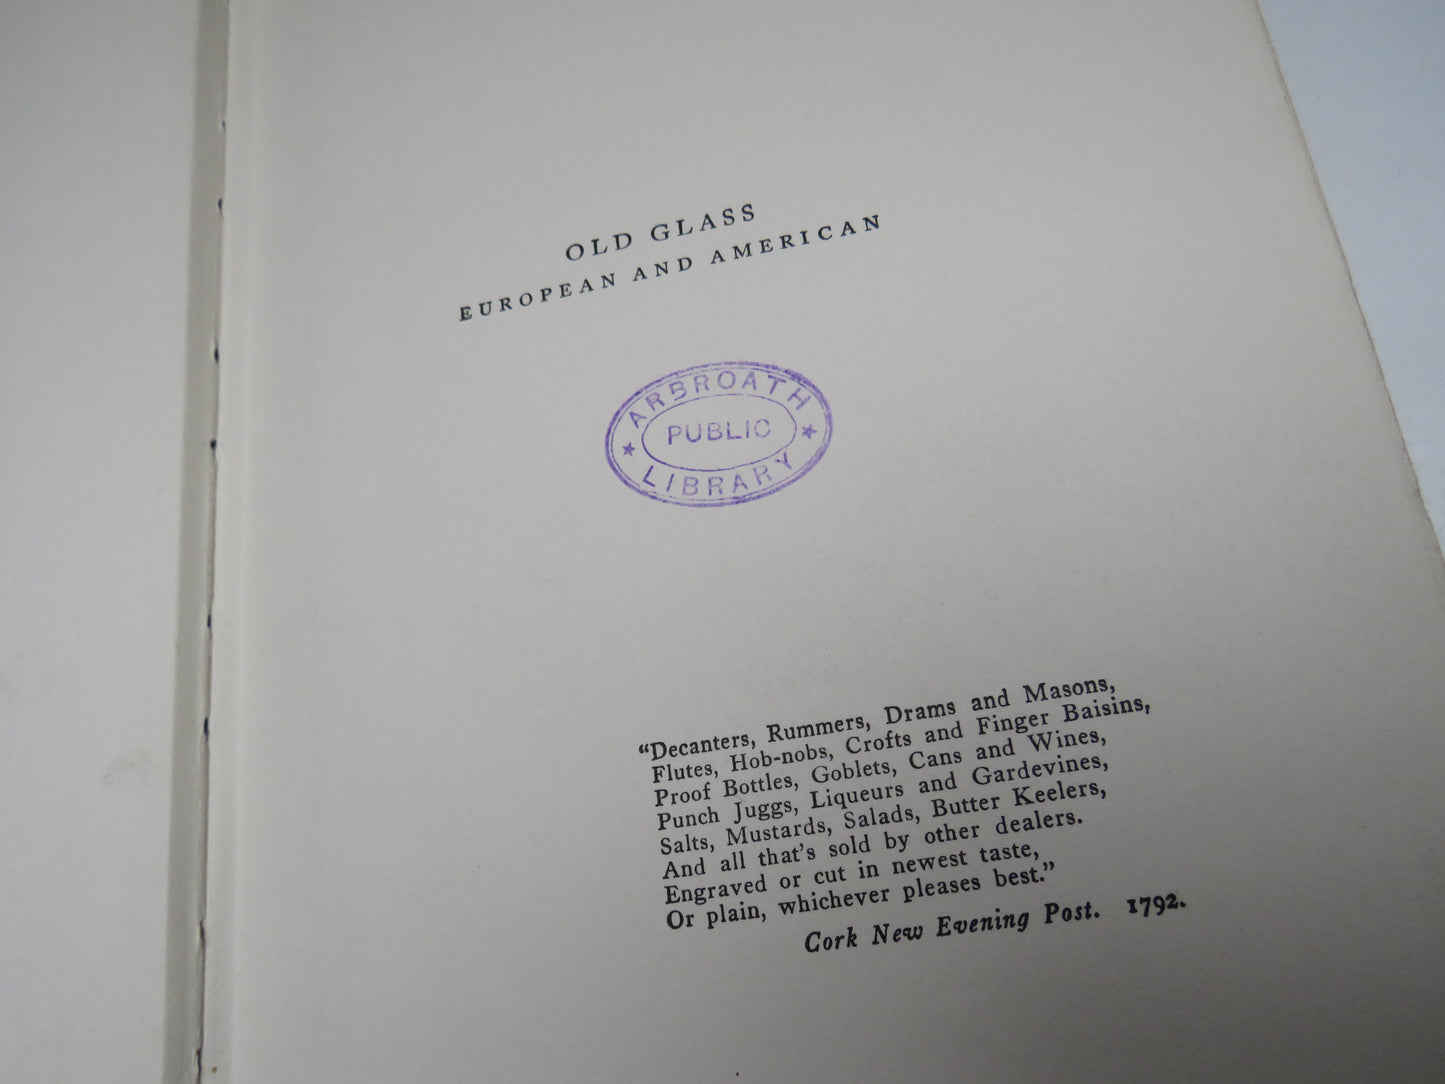 OLD GLASS
EUROPEAN AND AMERICAN
ARBROATH
PUBLIC
LIBRARY
“Decanters, Rummers, Drams and Masons,
Flutes, Hob-nobs, Crofts and Finger Baisins,
Proof Bottles, Goblets, Cans and Wines,
Punch Juggs, Liqueurs and Gardevines,
Salts, Mustards, Salads, Butter Keelers,
And all that's sold by other dealers.
Engraved or cut in newest taste,
Or plain, whichever pleases best.”
Cork New Evening Post. 1792.